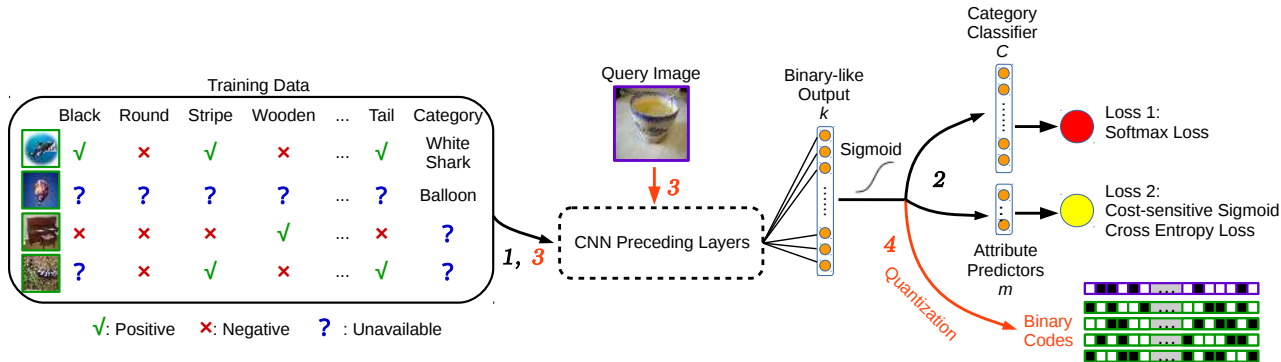 Training Data
Black Round Stripe Wooden ... Tail Category
√ × √ × ... √ White Shark
? ? ? ? ... ? Balloon
× × × √ ... × ?
? × √ × ... √ ?
√: Positive ×: Negative ? : Unavailable
1, 3
Query Image
3
CNN Preceding Layers
Binary-like
Output
k
Sigmoid
2
4
Quantization
Category
Classifier
C
Loss 1:
Softmax Loss
Loss 2:
Cost-sensitive Sigmoid
Cross Entropy Loss
Attribute
Predictors
m
Binary
Codes